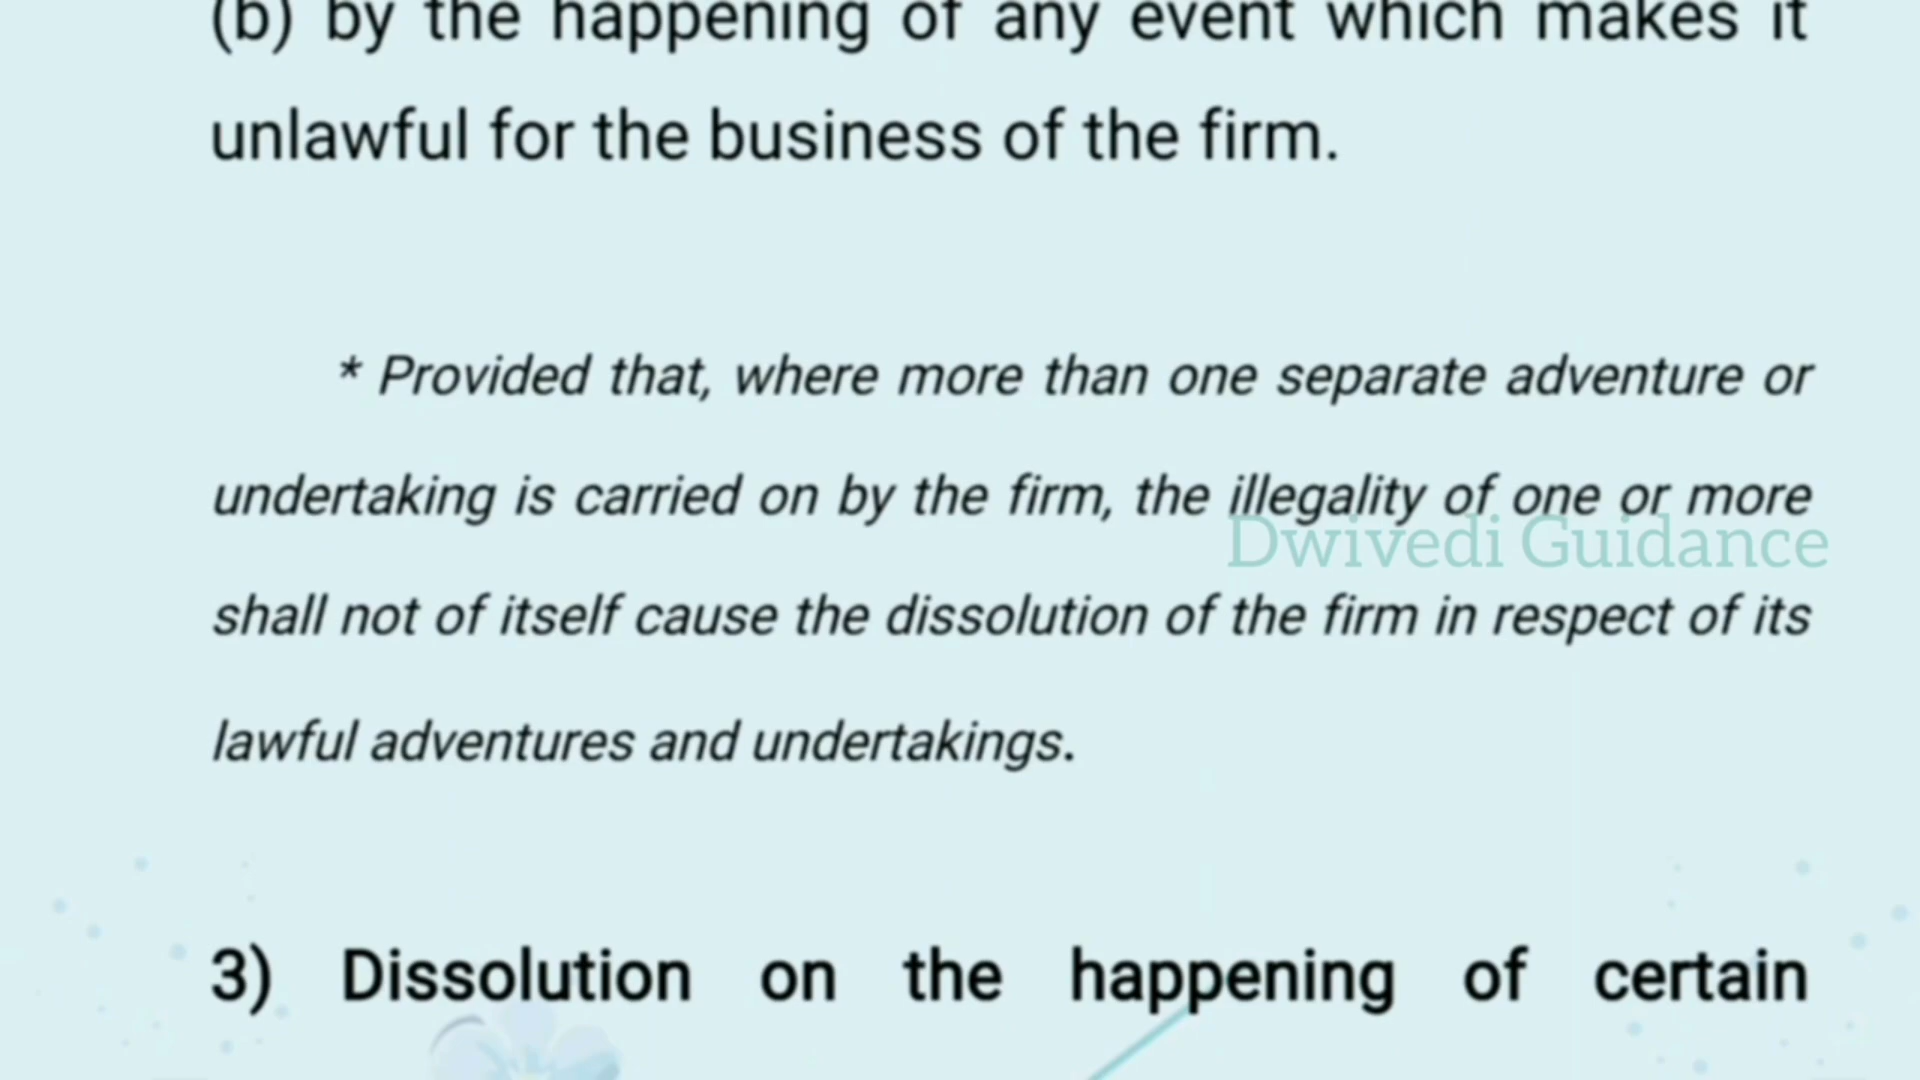 (b) by the happening of any event which makes it
unlawful for the business of the firm.
* Provided that, where more than one separate adventure or
undertaking is carried on by the firm, the illegality of one or more
Dwivedi Guidance
shall not of itself cause the dissolution of the firm in respect of its
lawful adventures and undertakings.
3) Dissolution on the happening of certain